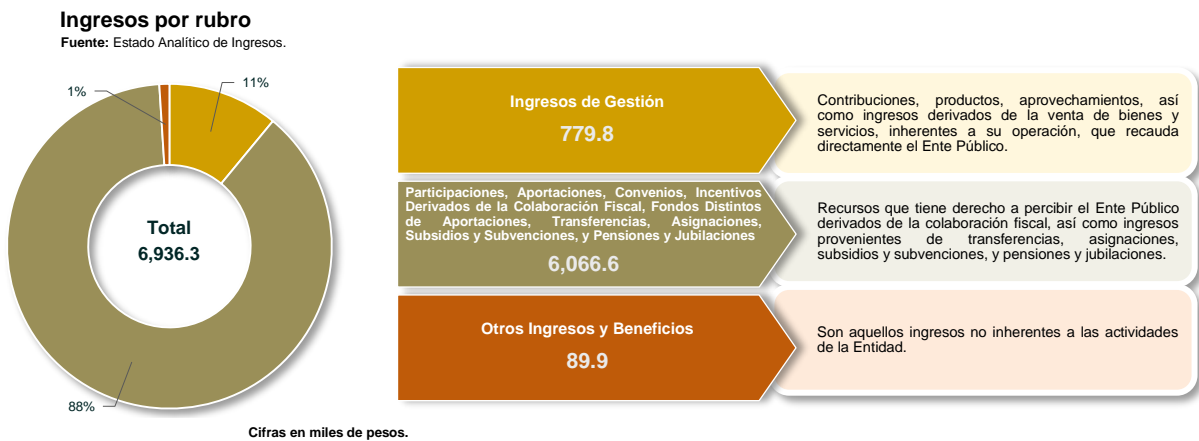 Ingresos por rubro
Fuente: Estado Analítico de Ingresos.
11%
1%
88%
Total
6,936.3
Ingresos de Gestión
779.8
Contribuciones, productos, aprovechamientos, así
como ingresos derivados de la venta de bienes y
servicios, inherentes a su operación, que recauda
directamente el Ente Público.
Participaciones, Aportaciones, Convenios, Incentivos
Derivados de la Colaboración Fiscal, Fondos Distintos
de Aportaciones, Transferencias, Asignaciones,
Subsidios y Subvenciones, y Pensiones y Jubilaciones
6,066.6
Recursos que tiene derecho a percibir el Ente Público
derivados de la colaboración fiscal, así como ingresos
provenientes de transferencias, asignaciones,
subsidios y subvenciones, y pensiones y jubilaciones.
Otros Ingresos y Beneficios
89.9
Son aquellos ingresos no inherentes a las actividades
de la Entidad.
Cifras en miles de pesos.